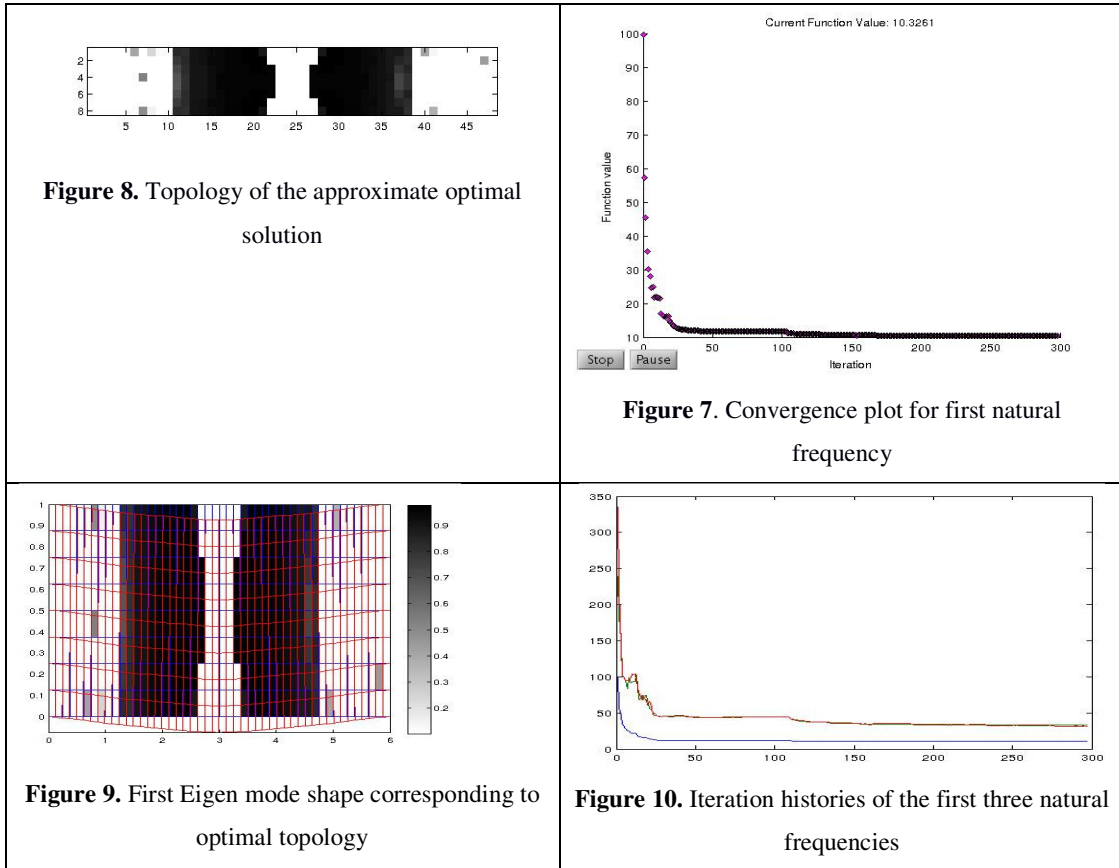 2
4
6
8
5 10 15 20 25 30 35 40 45
Figure 8. Topology of the approximate optimal
solution
Current Function Value: 10.3261
100
90
80
70
60
50
40
30
20
10
Function value
0 50 100 150 200 250 300
Iteration
Stop Pause
Figure 7. Convergence plot for first natural
frequency
1
0.9
0.8
0.7
0.6
0.5
0.4
0.3
0.2
0.1
0
0 1 2 3 4 5 6
0.9
0.8
0.7
0.6
0.5
0.4
0.3
0.2
Figure 9. First Eigen mode shape corresponding to
optimal topology
350
300
250
200
150
100
50
0
0 50 100 150 200 250 300
Figure 10. Iteration histories of the first three natural
frequencies